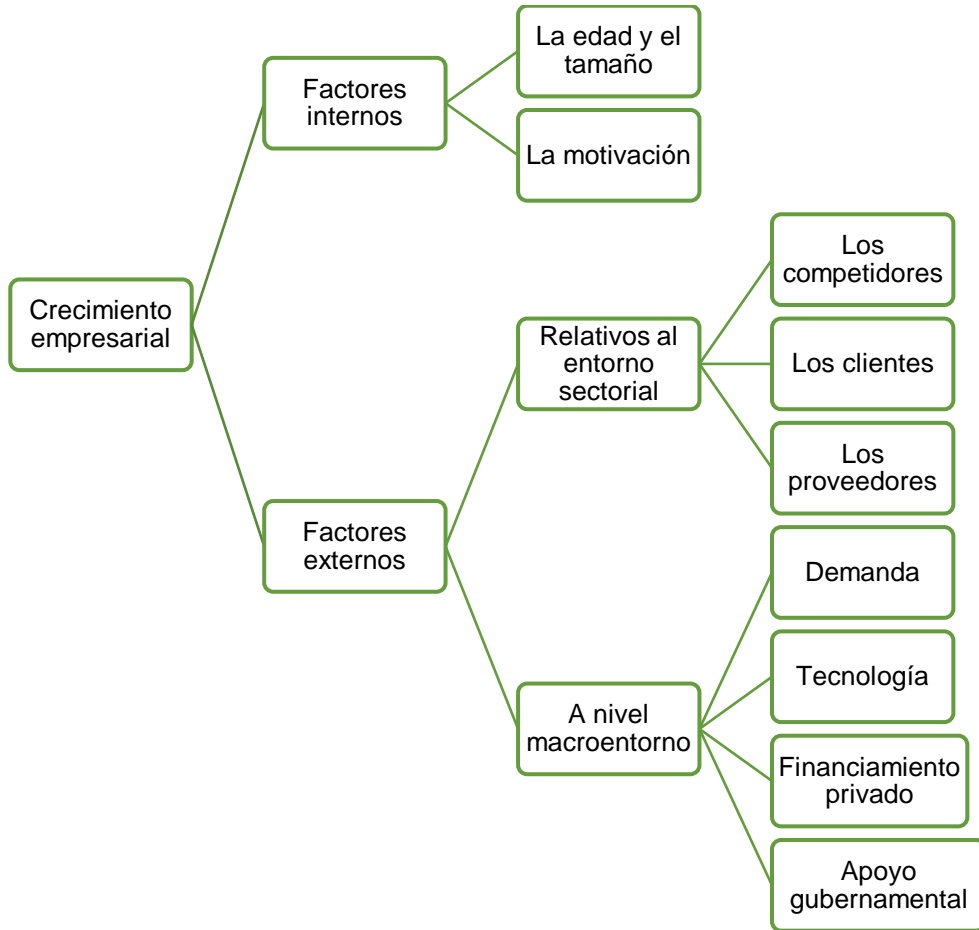 La edad y el
tamaño
Factores
internos
La motivación
Los
competidores
Crecimiento
empresarial
Relativos al
entorno
sectorial
Los clientes
Los
proveedores
Factores
externos
Demanda
Tecnología
A nivel
macroentorno
Financiamiento
privado
Apoyo
gubernamental